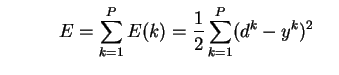 $E = \sum_{k=1}^{P} E(k) = \frac{1}{2} \sum_{k=1}^{P} (d^k - y^k)^2$